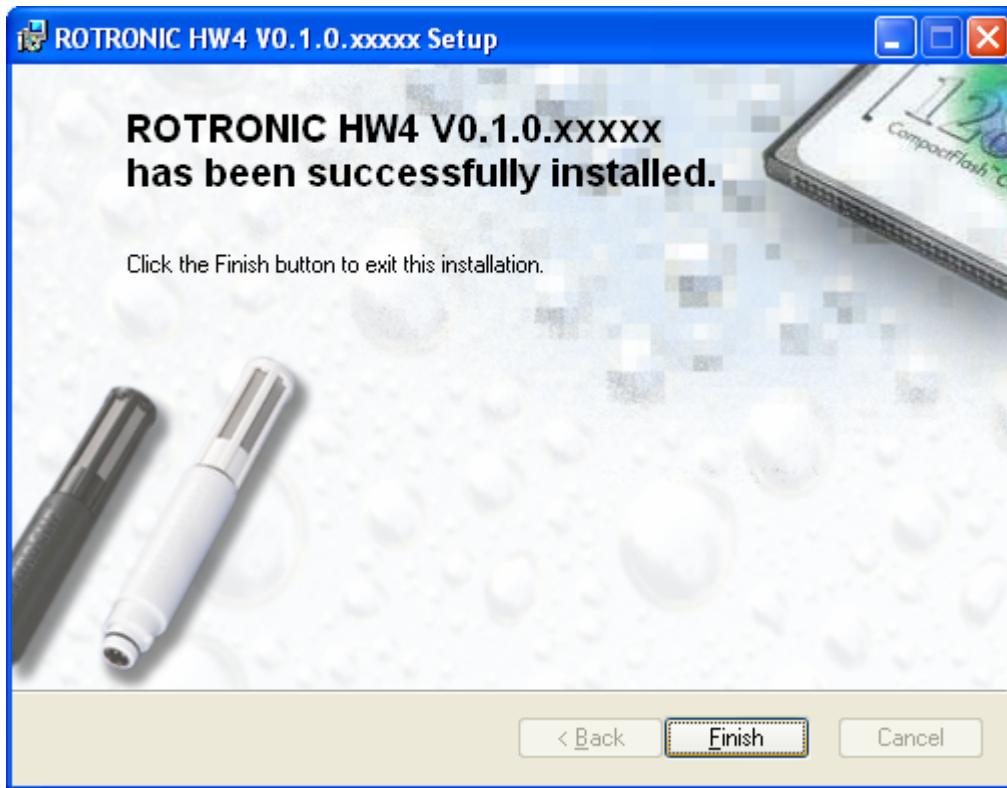 ROTRONIC HW4 V0.1.0.xxxxx Setup
ROTRONIC HW4 V0.1.0.xxxxx
has been successfully installed.
Click the Finish button to exit this installation.
CompactFlash
< Back
Finish
Cancel